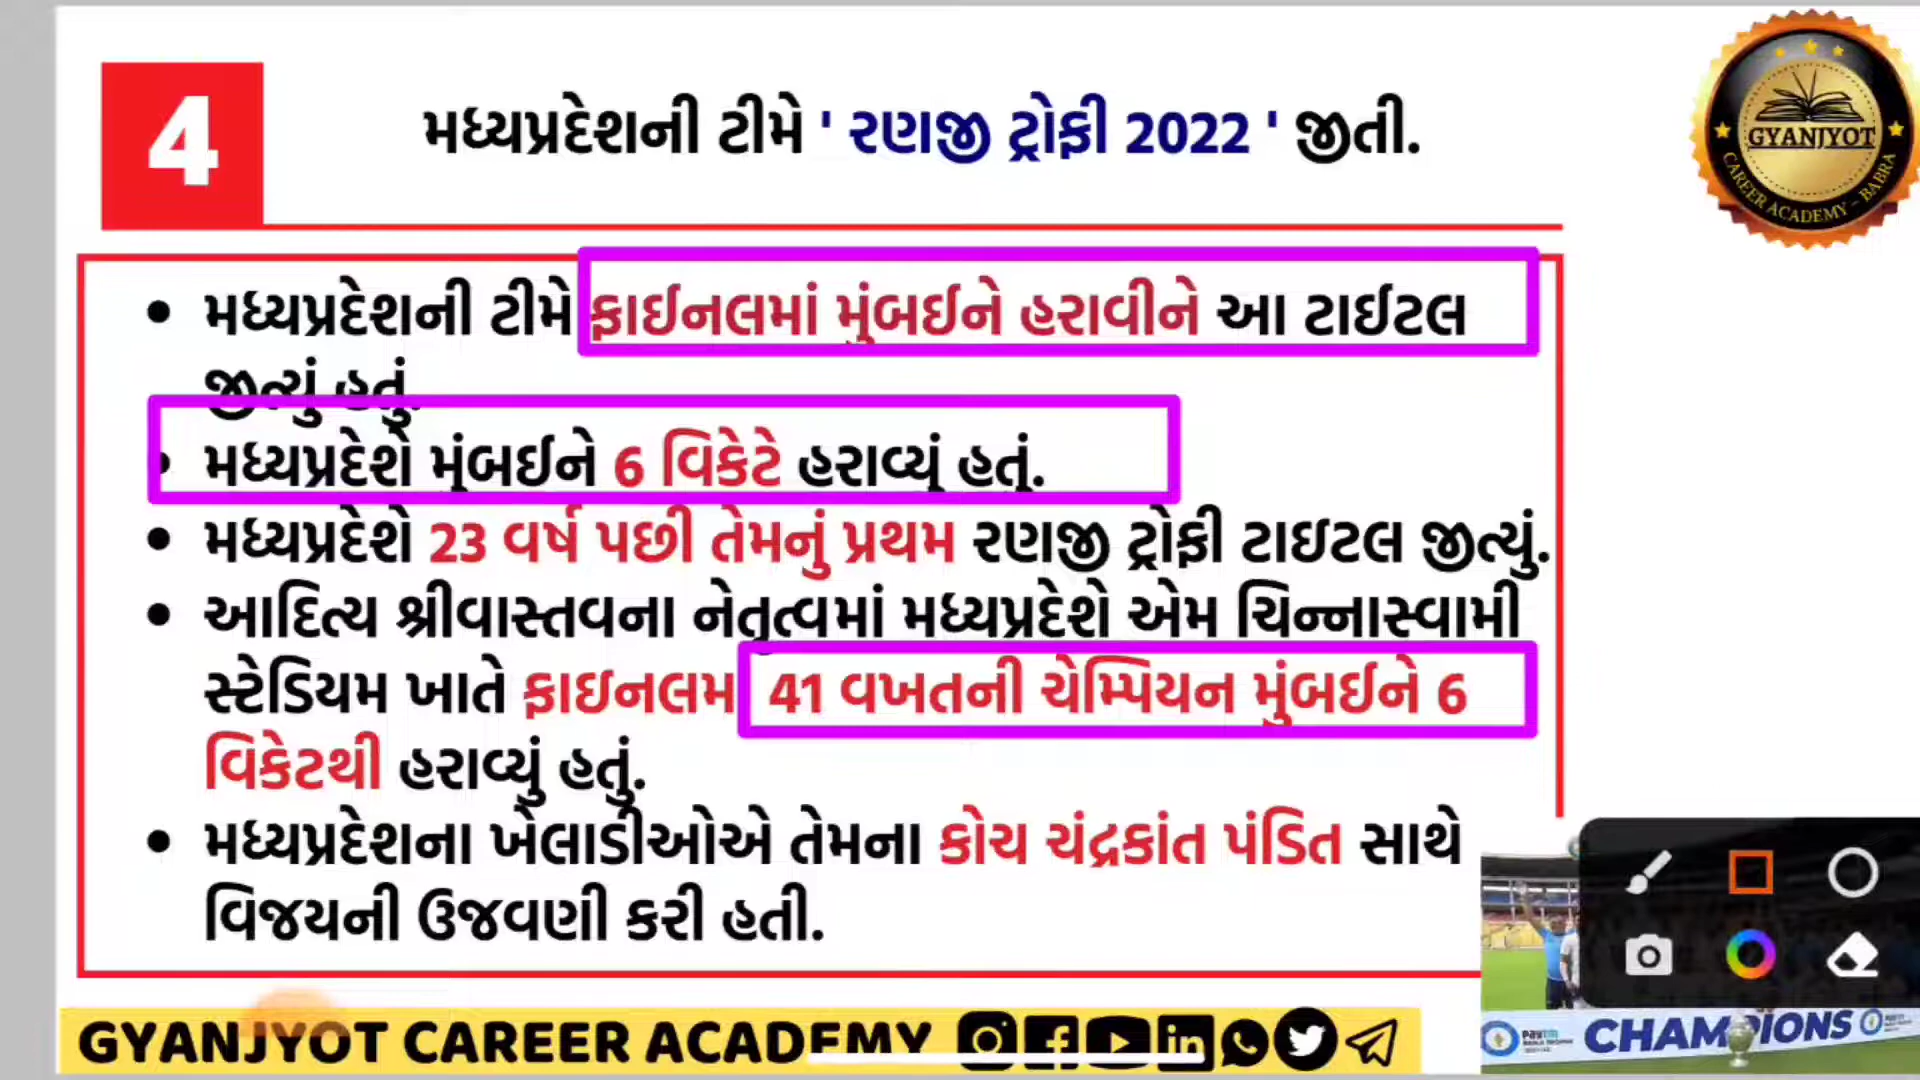 4
મધ્યપ્રદેશની ટીમે ' રણજી ટ્રોફી 2022 ' જીતી.
GYANJYOT
CAREER ACADEMY - BABRA
• મધ્યપ્રદેશની ટીમે ફાઈનલમાં મુંબઈને હરાવીને આ ટાઈટલ
જીત્યું હતું.
• મધ્યપ્રદેશે મુંબઈને 6 વિકેટે હરાવ્યું હતું.
• મધ્યપ્રદેશે 23 વર્ષ પછી તેમનું પ્રથમ રણજી ટ્રોફી ટાઇટલ જીત્યું.
• આદિત્ય શ્રીવાસ્તવના નેતૃત્વમાં મધ્યપ્રદેશે એમ ચિન્નાસ્વામી
સ્ટેડિયમ ખાતે ફાઇનલમ 41 વખતની ચેમ્પિયન મુંબઈને 6
વિકેટથી હરાવ્યું હતું.
• મધ્યપ્રદેશના ખેલાડીઓએ તેમના કોચ ચંદ્રકાંત પંડિત સાથે
વિજયની ઉજવણી કરી હતી.
GYANJYOT CAREER ACADEMY
CHAMPIONS